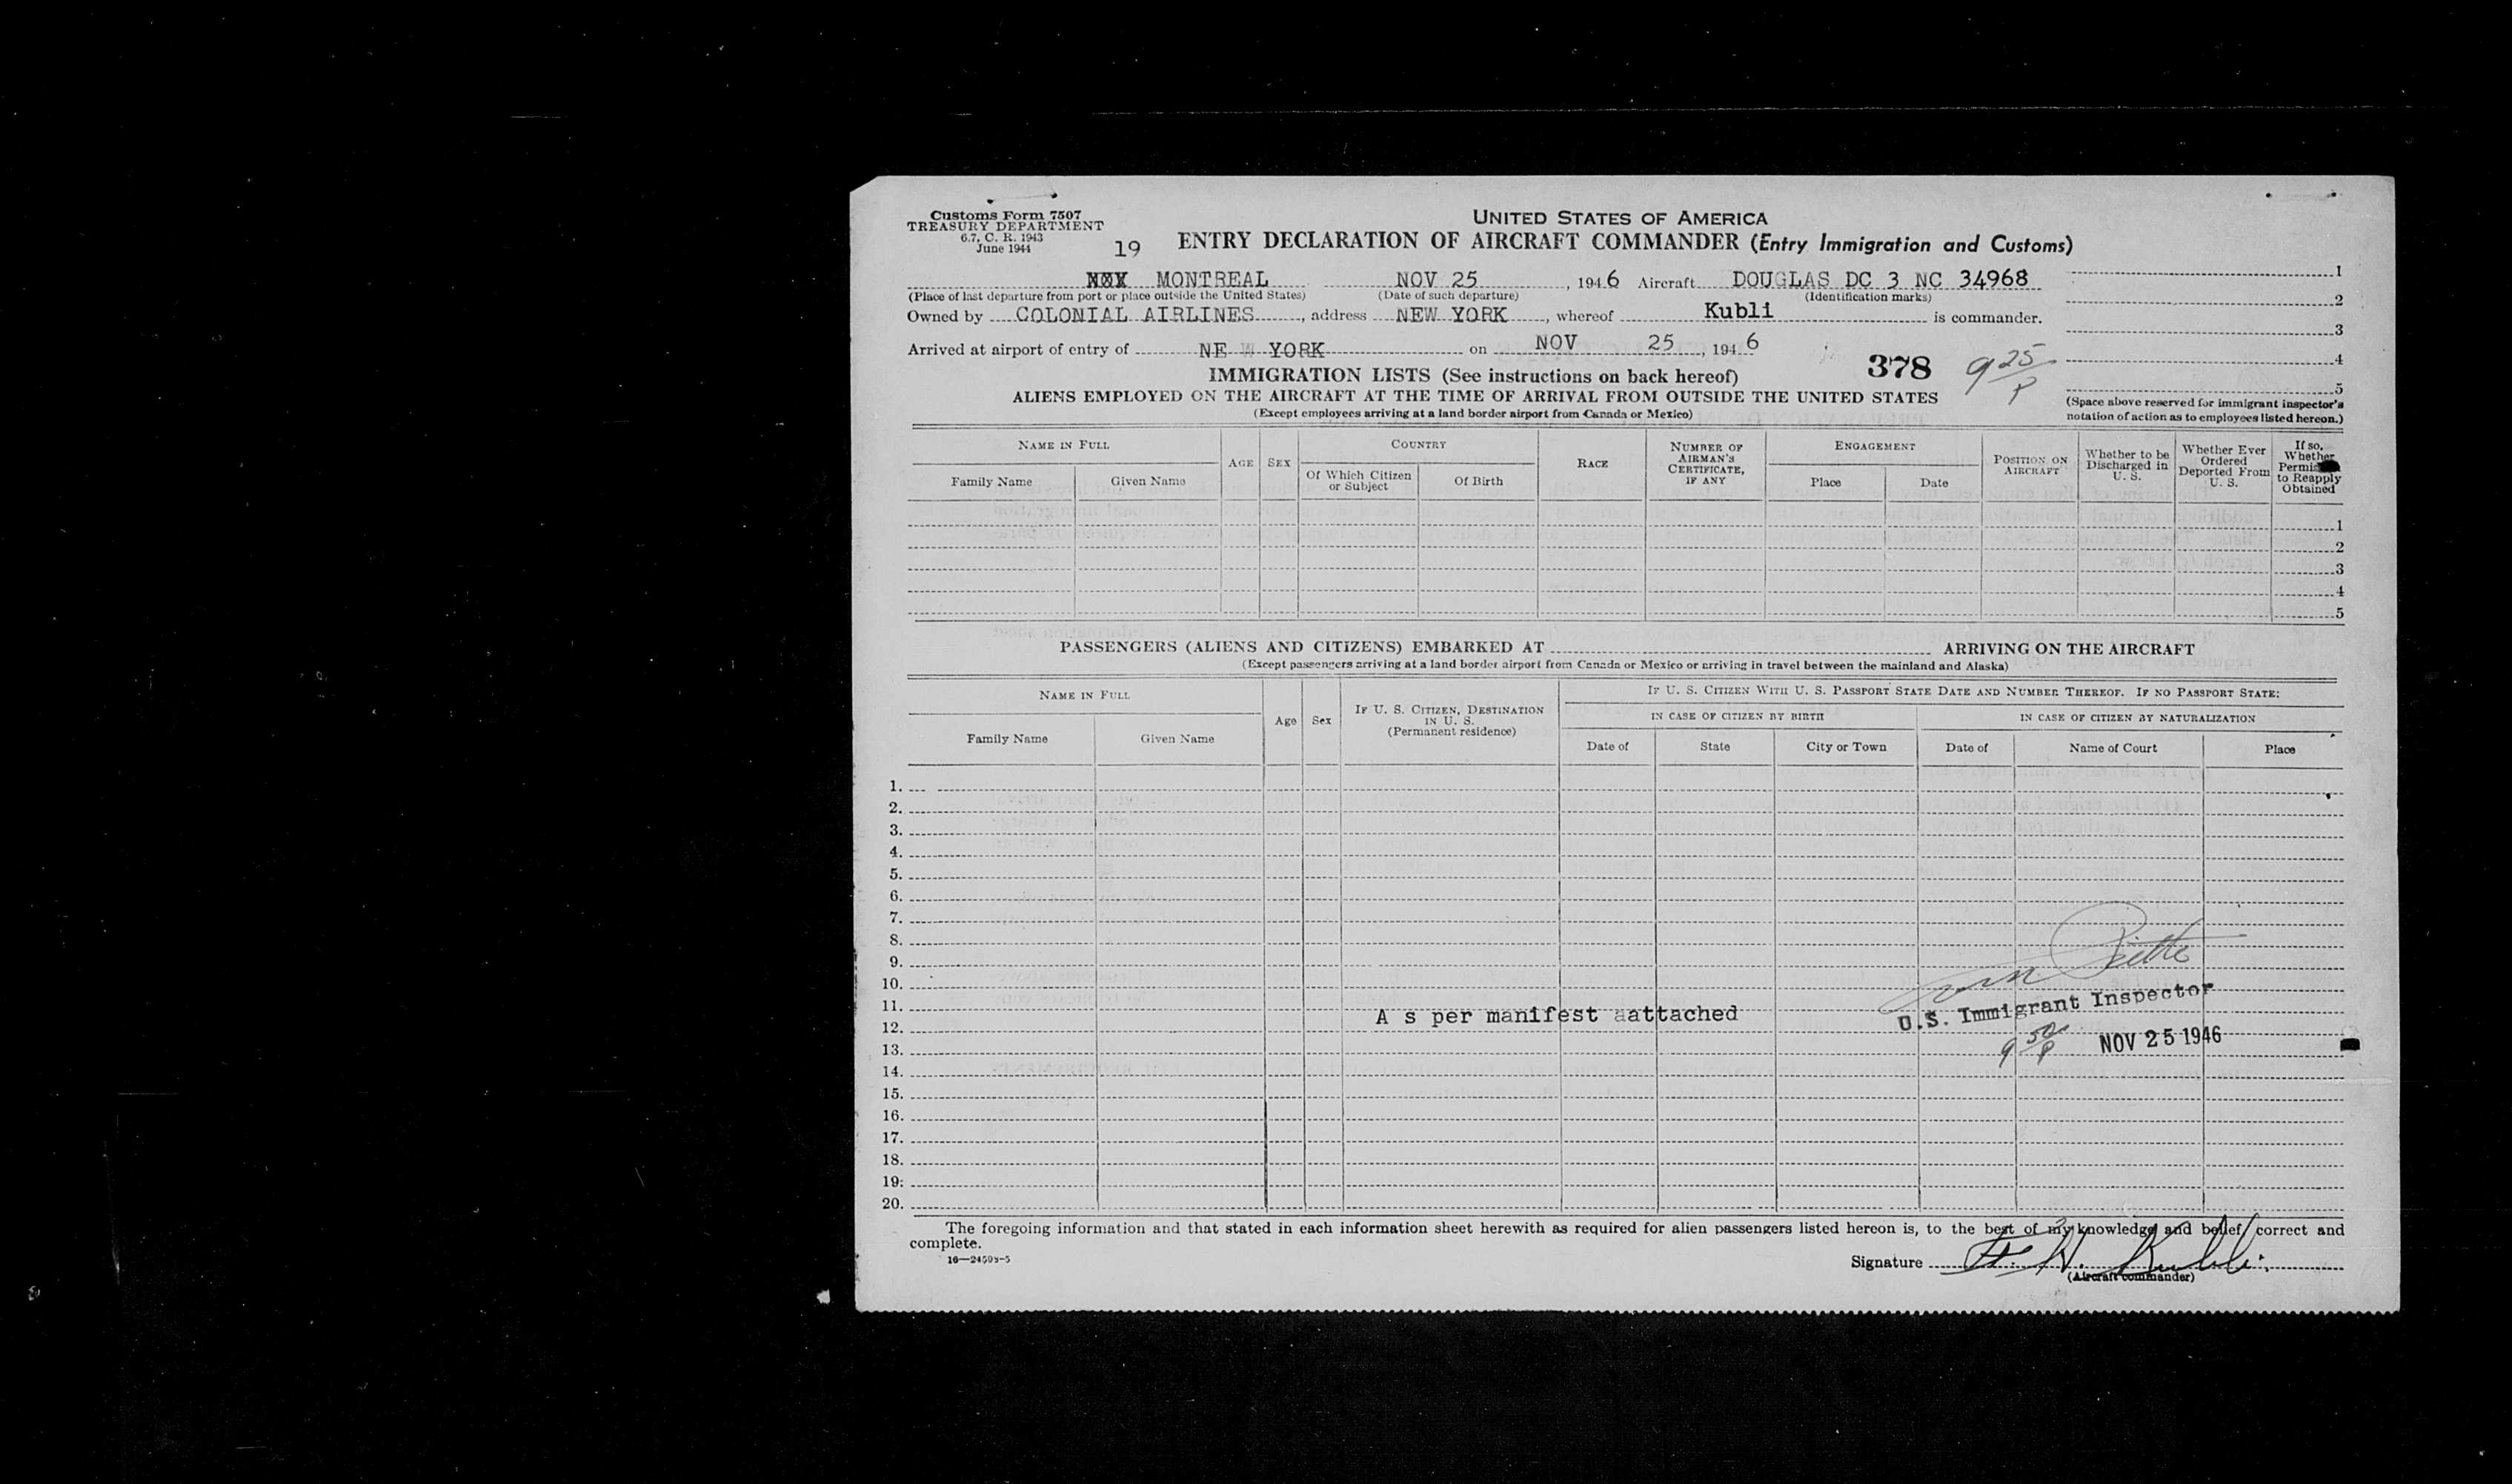 Customs Form 7507
TREASURY DEPARTMENT
6.7, C. R. 1943
June 1944
19
UNITED STATES OF AMERICA
ENTRY DECLARATION OF AIRCRAFT COMMANDER (Entry Immigration and Customs)
MONTREAL NOV 25, 1946 Aircraft DOUGLAS DC 3 NC 34968
(Place of last departure from port or place outside the United States) (Date of such departure) (Identification marks)
Owned by COLONIAL AIRLINES, address NEW YORK, whereof Kubli is commander.
Arrived at airport of entry of NE W YORK on NOV 25, 1946
378 9 25/P
1
2
3
4
5
(Space above reserved for immigrant inspector's
notation of action as to employees listed hereon.)
IMMIGRATION LISTS (See instructions on back hereof)
ALIENS EMPLOYED ON THE AIRCRAFT AT THE TIME OF ARRIVAL FROM OUTSIDE THE UNITED STATES
(Except employees arriving at a land border airport from Canada or Mexico)
NAME IN FULL
Family Name Given Name
AGE
SEX
COUNTRY
Of Which Citizen or Subject
Of Birth
RACE
NUMBER OF AIRMAN'S CERTIFICATE, IF ANY
ENGAGEMENT
Place Date
POSITION ON AIRCRAFT
Whether to be Discharged in U. S.
Whether Ever Ordered Deported From U. S.
If so, Whether to Reapply Obtained
1
2
3
4
5
PASSENGERS (ALIENS AND CITIZENS) EMBARKED AT ARRIVING ON THE AIRCRAFT
(Except passengers arriving at a land border airport from Canada or Mexico or arriving in travel between the mainland and Alaska)
NAME IN FULL
Family Name Given Name
Age
Sex
IF U. S. CITIZEN, DESTINATION IN U. S.
(Permanent residence)
IF U. S. CITIZEN WITH U. S. PASSPORT STATE DATE AND NUMBER THEREOF. IF NO PASSPORT STATE:
IN CASE OF CITIZEN BY BIRTH IN CASE OF CITIZEN BY NATURALIZATION
Date of State City or Town Date of Name of Court Place
1.
2.
3.
4.
5.
6.
7.
8.
9.
10.
11.
12.
A s per manifest aattached
U.S. Immigrant Inspector
9 50/P NOV 25 1946
13.
14.
15.
16.
17.
18.
19.
20.
The foregoing information and that stated in each information sheet herewith as required for alien passengers listed hereon is, to the best of my knowledge and belief, correct and
complete.
16—24593-5
Signature Kubli
(Aircraft commander)